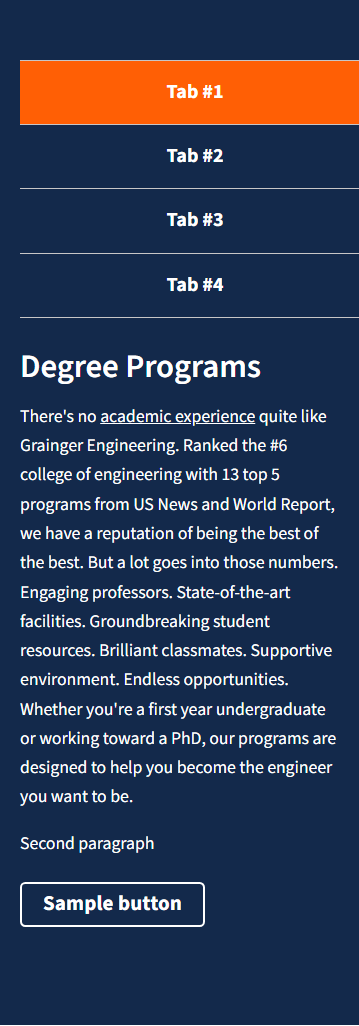 Tab #1
Tab #2
Tab #3
Tab #4
Degree Programs
There's no academic experience quite like
Grainger Engineering. Ranked the #6
college of engineering with 13 top 5
programs from US News and World Report,
we have a reputation of being the best of
the best. But a lot goes into those numbers.
Engaging professors. State-of-the-art
facilities. Groundbreaking student
resources. Brilliant classmates. Supportive
environment. Endless opportunities.
Whether you're a first year undergraduate
or working toward a PhD, our programs are
designed to help you become the engineer
you want to be.
Second paragraph
Sample button